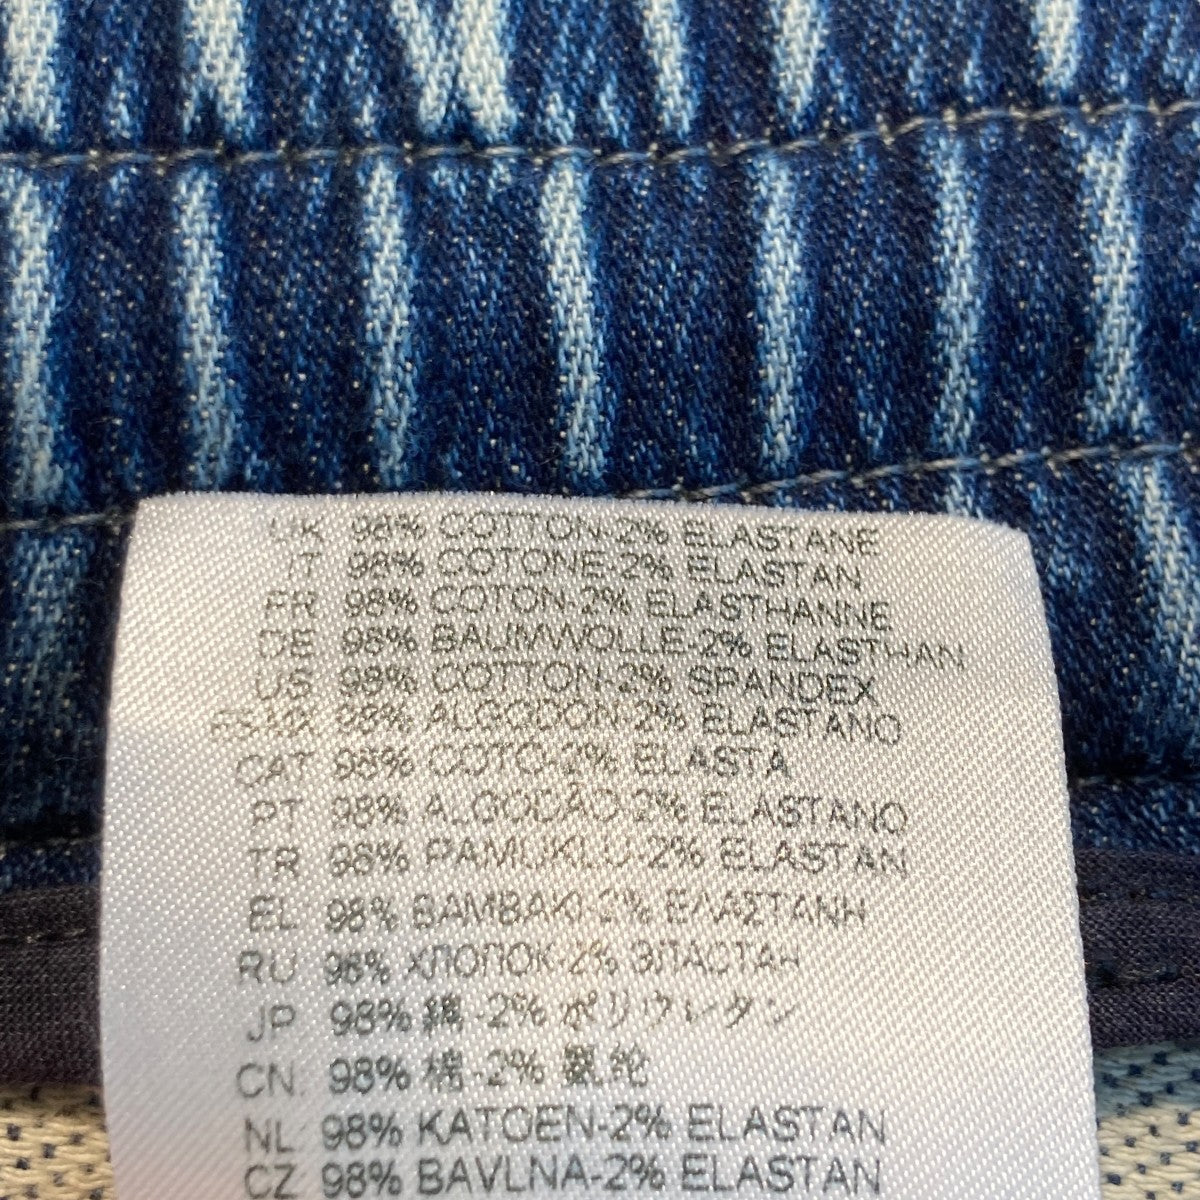 UK 98% COTTON-2% ELASTANE
IT 98% COTONE-2% ELASTAN
FR 98% COTON-2% ELASTHANNE
DE 98% BAUMWOLLE-2% ELASTHAN
US 98% COTTON-2% SPANDEX
ES-MX 98% ALGODON-2% ELASTANO
CAT 98% COTO-2% ELASTA
PT 98% ALGODÃO-2% ELASTANO
TR 98% PAMUKLU-2% ELASTAN
EL 98% BAMBAKI-2% ΕΛΑΣΤΑΝΗ
RU 98% ХЛОПОК-2% ЭЛАСТАН
JP 98% 綿-2% ポリウレタン
CN 98% 棉-2% 氨纶
NL 98% KATOEN-2% ELASTAN
CZ 98% BAVLNA-2% ELASTAN